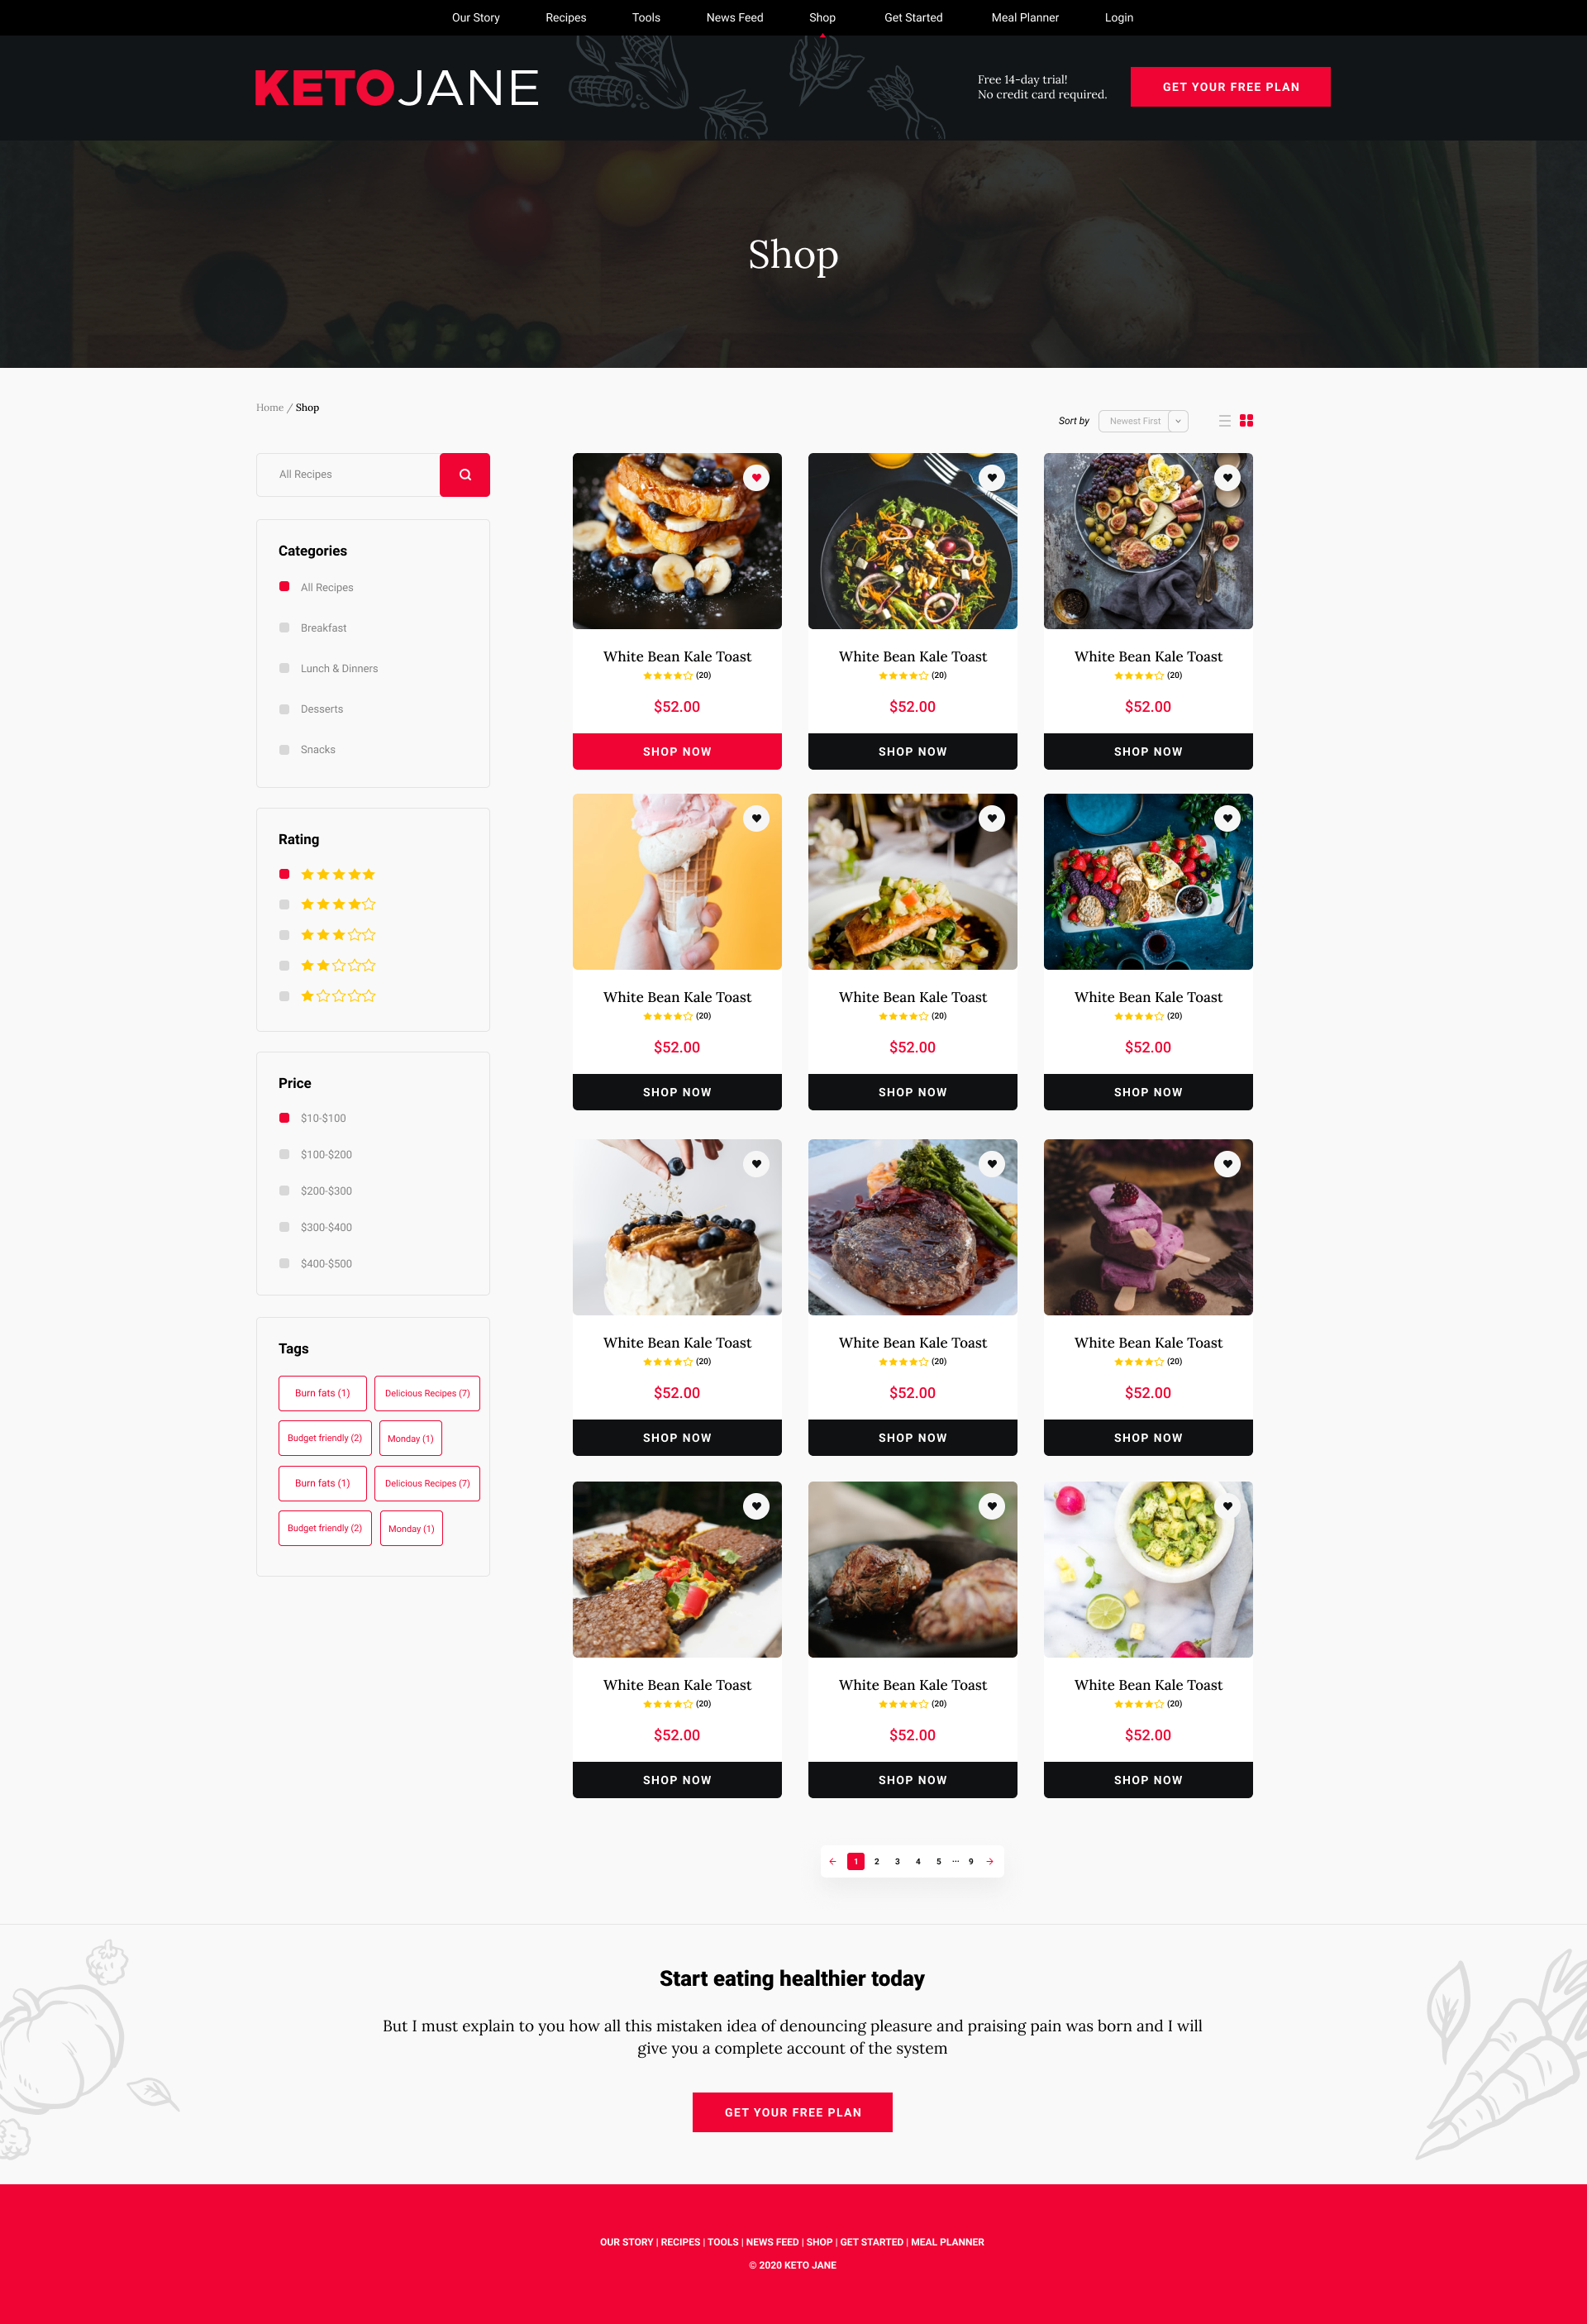 Our Story Recipes Tools News Feed Shop Get Started Meal Planner Login
KETOJANE
Free 14-day trial!
No credit card required.
GET YOUR FREE PLAN
Shop
Home / Shop
Sort by Newest First
All Recipes
Categories
All Recipes
Breakfast
Lunch & Dinners
Desserts
Snacks
Rating
Price
$10-$100
$100-$200
$200-$300
$300-$400
$400-$500
Tags
Burn fats (1) Delicious Recipes (7)
Budget friendly (2) Monday (1)
Burn fats (1) Delicious Recipes (7)
Budget friendly (2) Monday (1)
White Bean Kale Toast White Bean Kale Toast White Bean Kale Toast
(20) (20) (20)
$52.00 $52.00 $52.00
SHOP NOW SHOP NOW SHOP NOW
White Bean Kale Toast White Bean Kale Toast White Bean Kale Toast
(20) (20) (20)
$52.00 $52.00 $52.00
SHOP NOW SHOP NOW SHOP NOW
White Bean Kale Toast White Bean Kale Toast White Bean Kale Toast
(20) (20) (20)
$52.00 $52.00 $52.00
SHOP NOW SHOP NOW SHOP NOW
White Bean Kale Toast White Bean Kale Toast White Bean Kale Toast
(20) (20) (20)
$52.00 $52.00 $52.00
SHOP NOW SHOP NOW SHOP NOW
1 2 3 4 5 ... 9
Start eating healthier today
But I must explain to you how all this mistaken idea of denouncing pleasure and praising pain was born and I will
give you a complete account of the system
GET YOUR FREE PLAN
OUR STORY | RECIPES | TOOLS | NEWS FEED | SHOP | GET STARTED | MEAL PLANNER
© 2020 KETO JANE